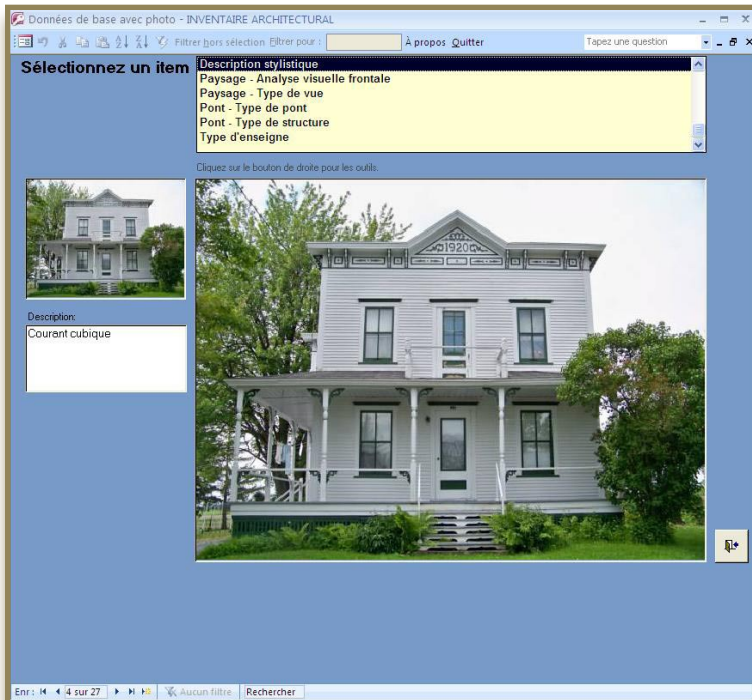 Données de base avec photo - INVENTAIRE ARCHITECTURAL
Filtrer hors sélection Filtrer pour : À propos Quitter Tapez une question
Sélectionnez un item
Description stylistique
Paysage - Analyse visuelle frontale
Paysage - Type de vue
Pont - Type de pont
Pont - Type de structure
Type d'enseigne
Cliquez sur le bouton de droite pour les outils.
1920
Description:
Courant cubique
Enr : 4 sur 27 Aucun filtre Rechercher